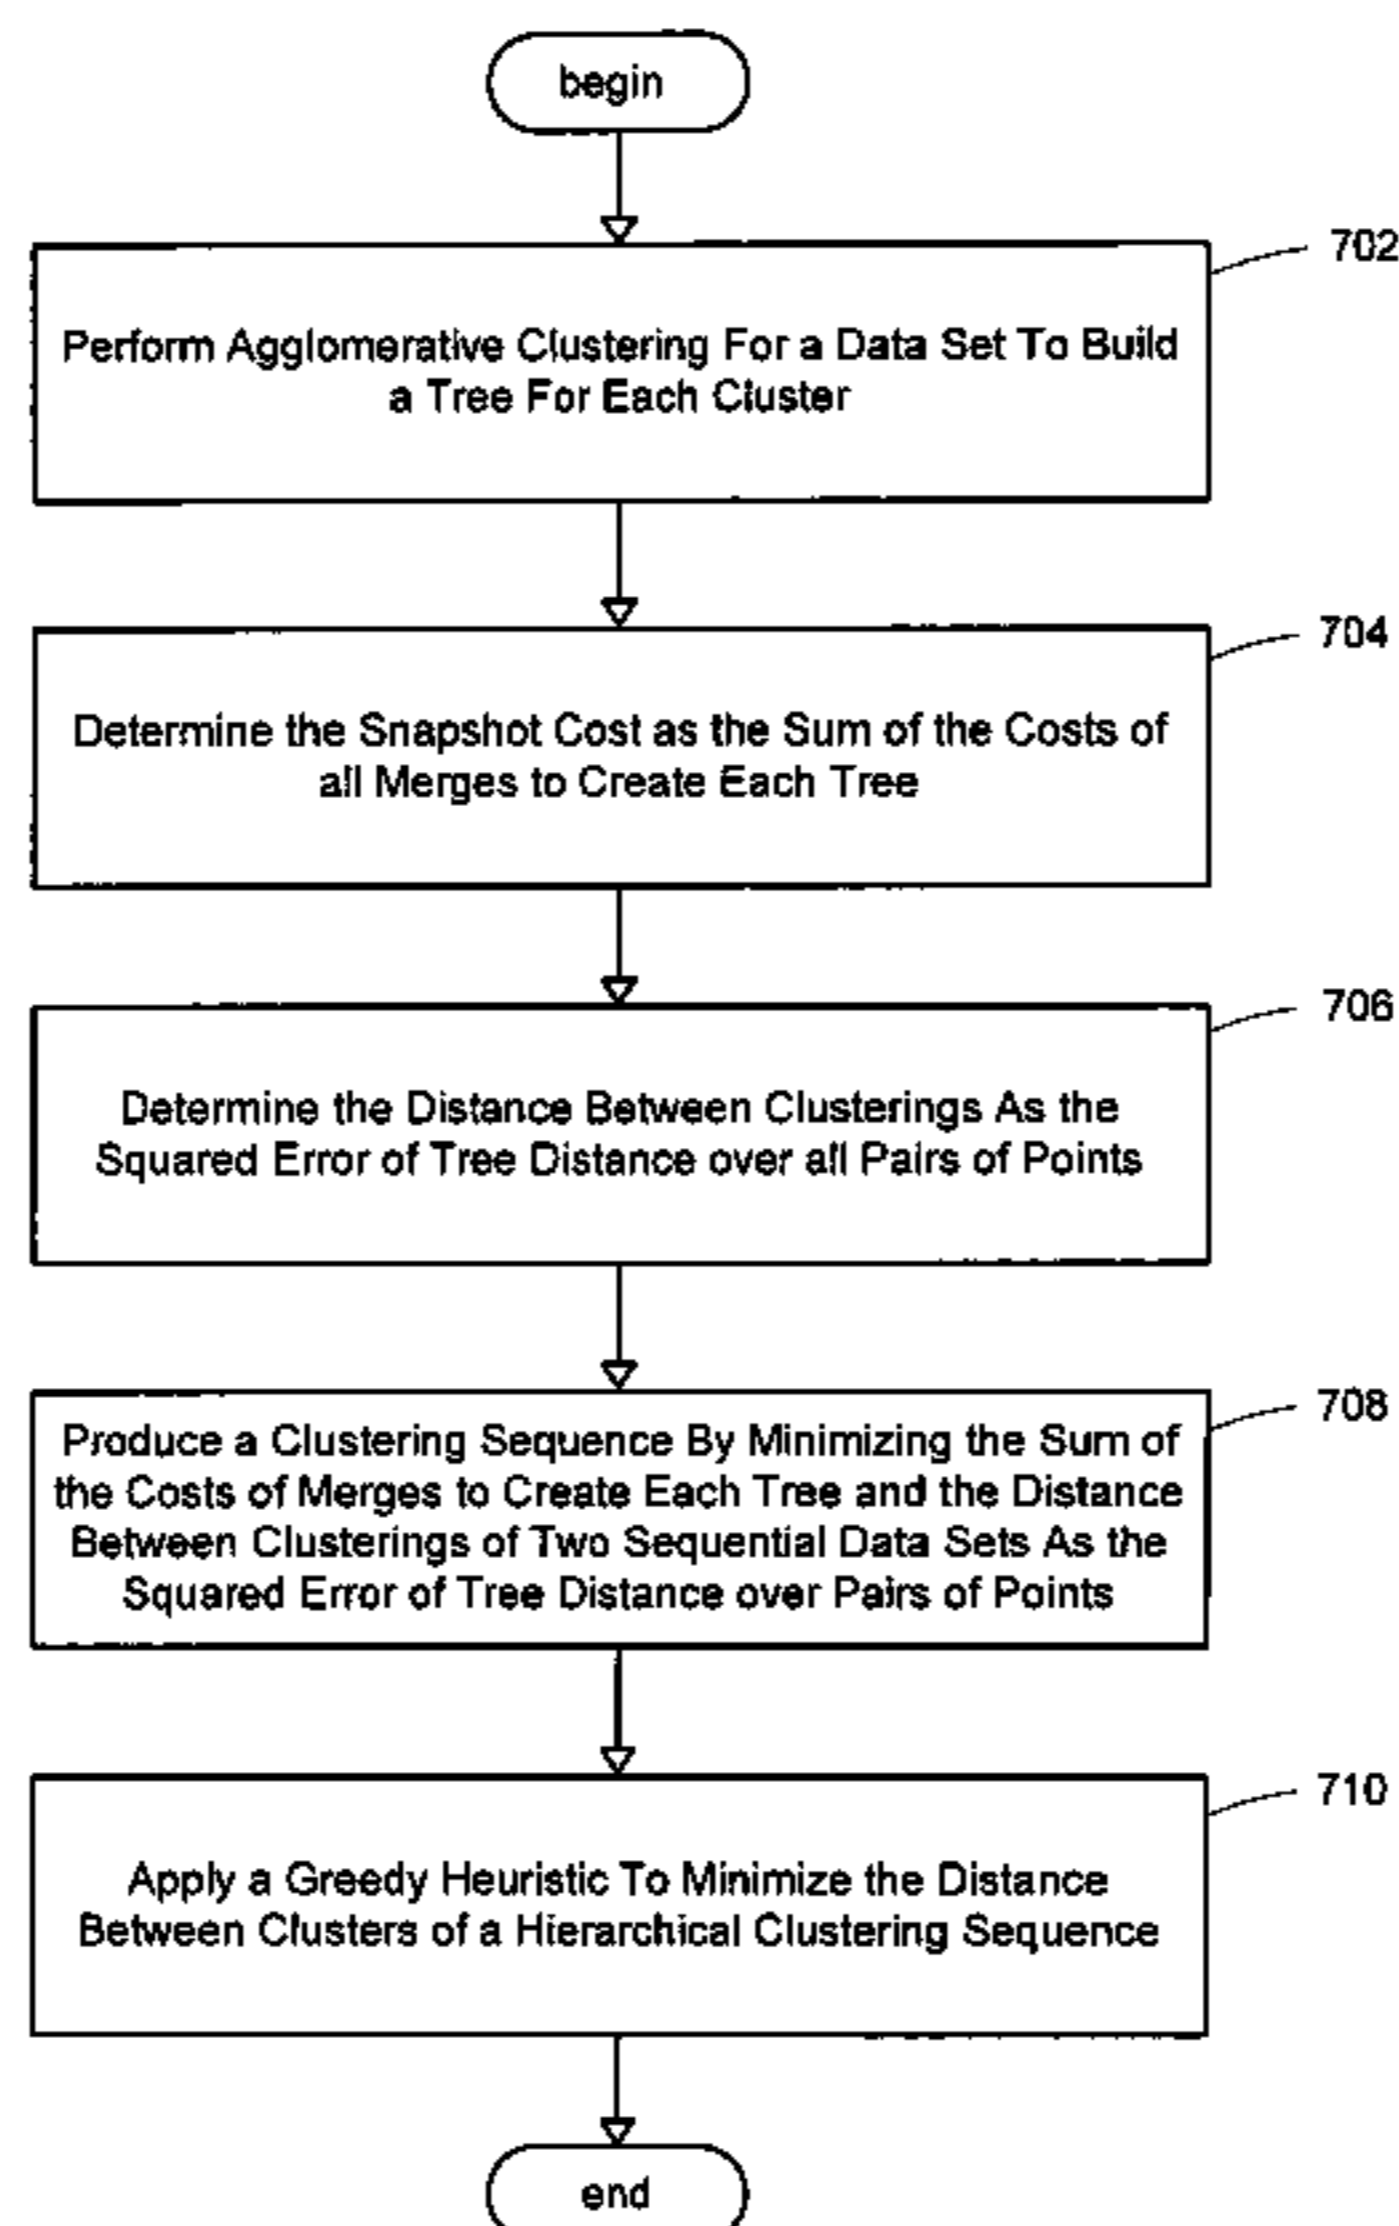 begin
702
Perform Agglomerative Clustering For a Data Set To Build
a Tree For Each Cluster
704
Determine the Snapshot Cost as the Sum of the Costs of
all Merges to Create Each Tree
706
Determine the Distance Between Clusterings As the
Squared Error of Tree Distance over all Pairs of Points
708
Produce a Clustering Sequence By Minimizing the Sum of
the Costs of Merges to Create Each Tree and the Distance
Between Clusterings of Two Sequential Data Sets As the
Squared Error of Tree Distance over Pairs of Points
710
Apply a Greedy Heuristic To Minimize the Distance
Between Clusters of a Hierarchical Clustering Sequence
end